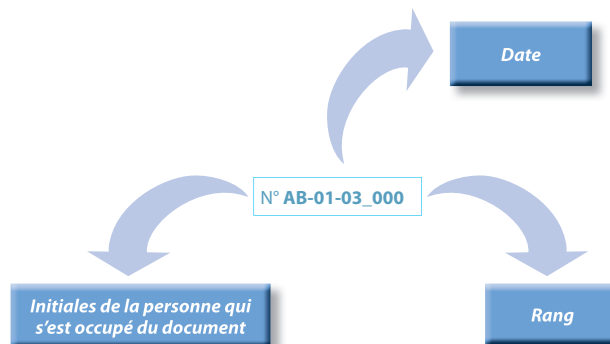 Date
N° AB-01-03_000
Initiales de la personne qui
s'est occupé du document
Rang